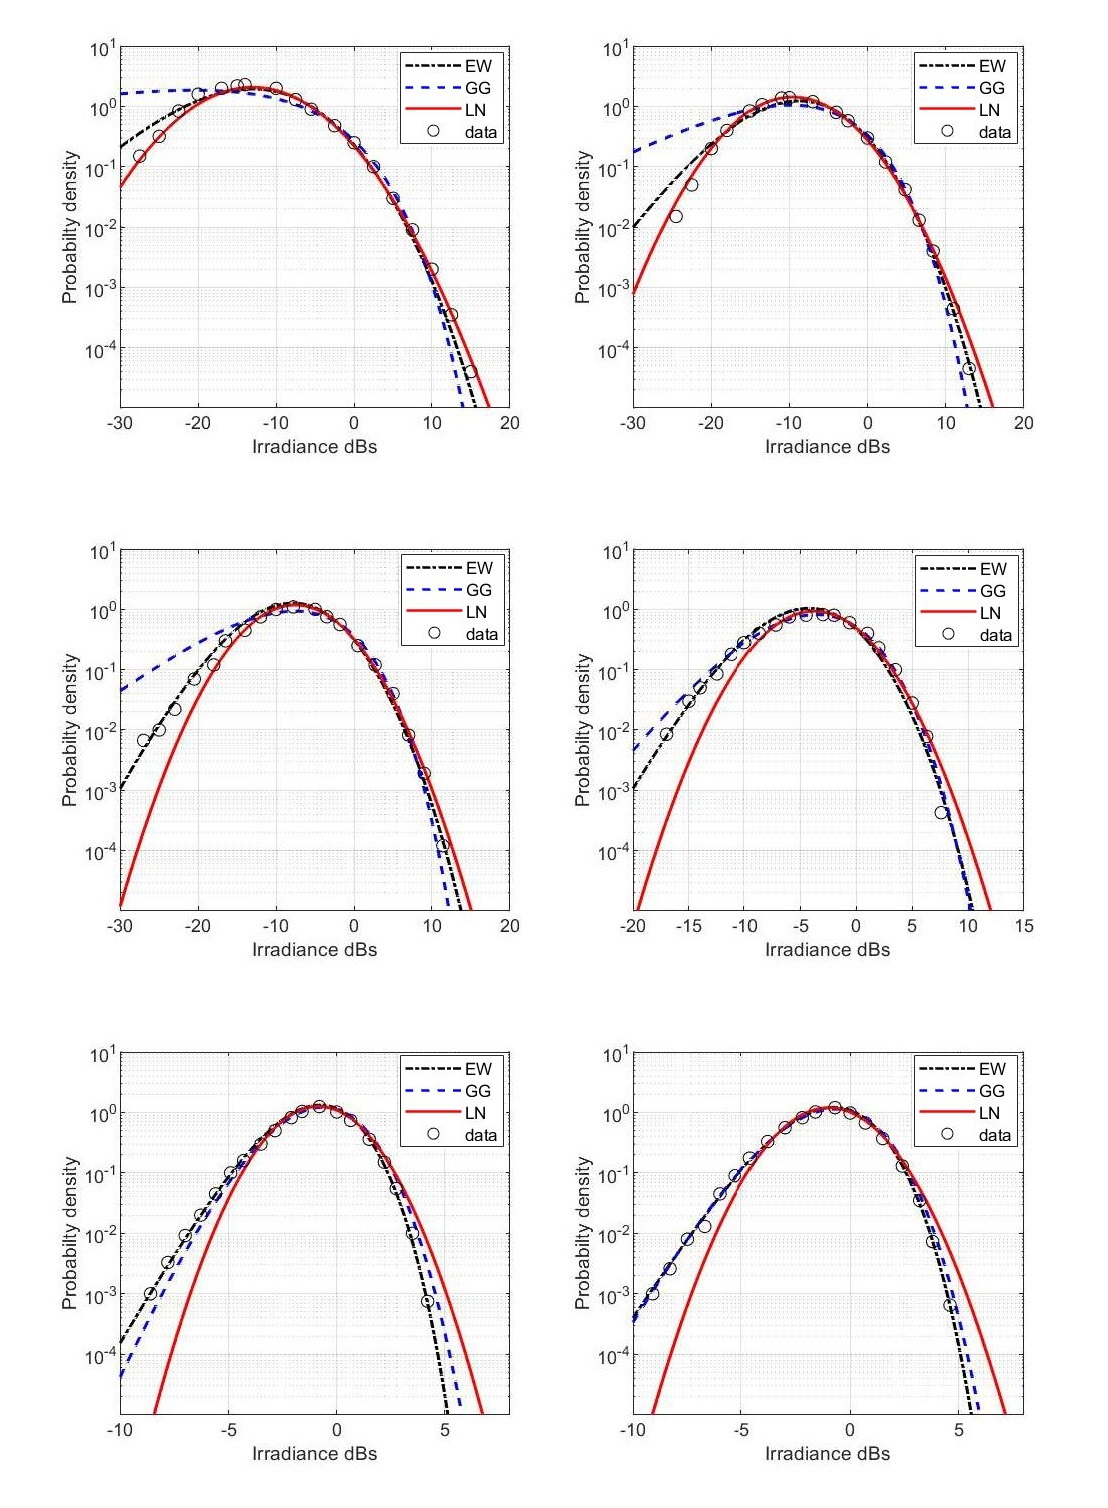 10^1
10^0
10^-1
10^-2
10^-3
10^-4
Probabilty density
EW
GG
LN
data
-30 -20 -10 0 10 20
Irradiance dBs
10^1
10^0
10^-1
10^-2
10^-3
10^-4
Probabilty density
EW
GG
LN
data
-30 -20 -10 0 10 20
Irradiance dBs
10^1
10^0
10^-1
10^-2
10^-3
10^-4
Probabilty density
EW
GG
LN
data
-30 -20 -10 0 10 20
Irradiance dBs
10^1
10^0
10^-1
10^-2
10^-3
10^-4
Probabilty density
EW
GG
LN
data
-20 -15 -10 -5 0 5 10 15
Irradiance dBs
10^1
10^0
10^-1
10^-2
10^-3
10^-4
Probabilty density
EW
GG
LN
data
-10 -5 0 5
Irradiance dBs
10^1
10^0
10^-1
10^-2
10^-3
10^-4
Probabilty density
EW
GG
LN
data
-10 -5 0 5
Irradiance dBs